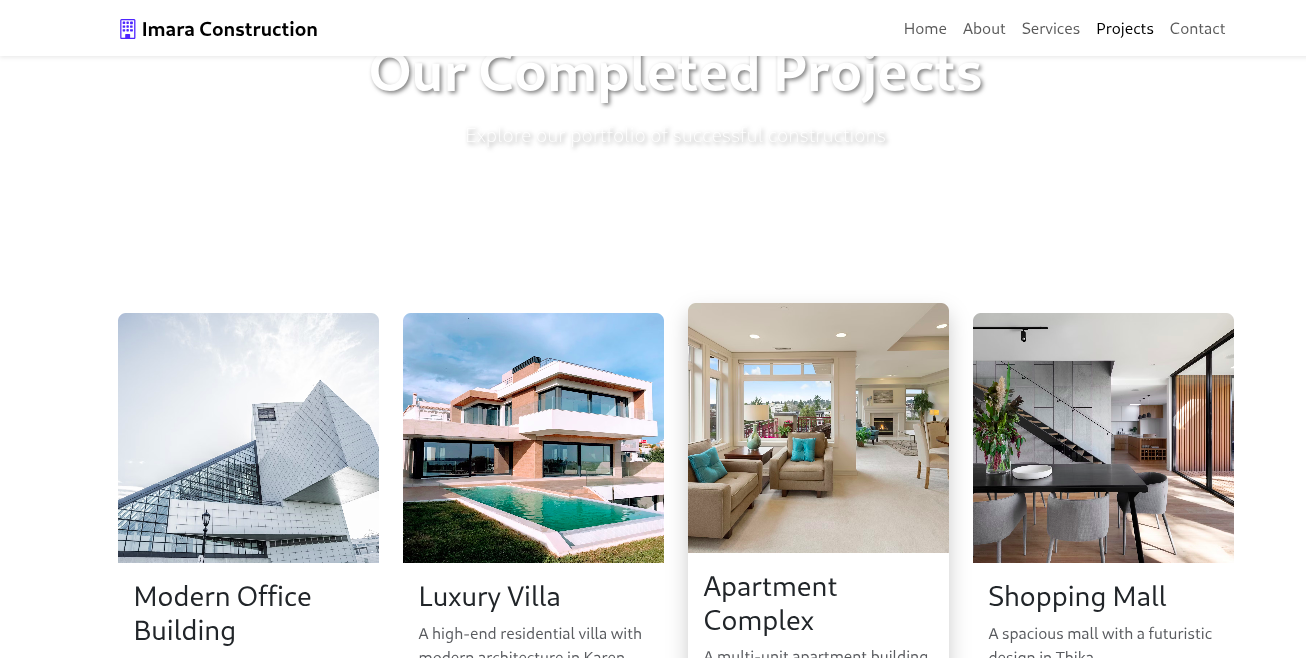 Imara Construction
Home About Services Projects Contact
Our Completed Projects
Explore our portfolio of successful constructions
Modern Office
Building
Luxury Villa
A high-end residential villa with
modern architecture in Karen.
Apartment
Complex
A multi-unit apartment building
Shopping Mall
A spacious mall with a futuristic
design in Thika.